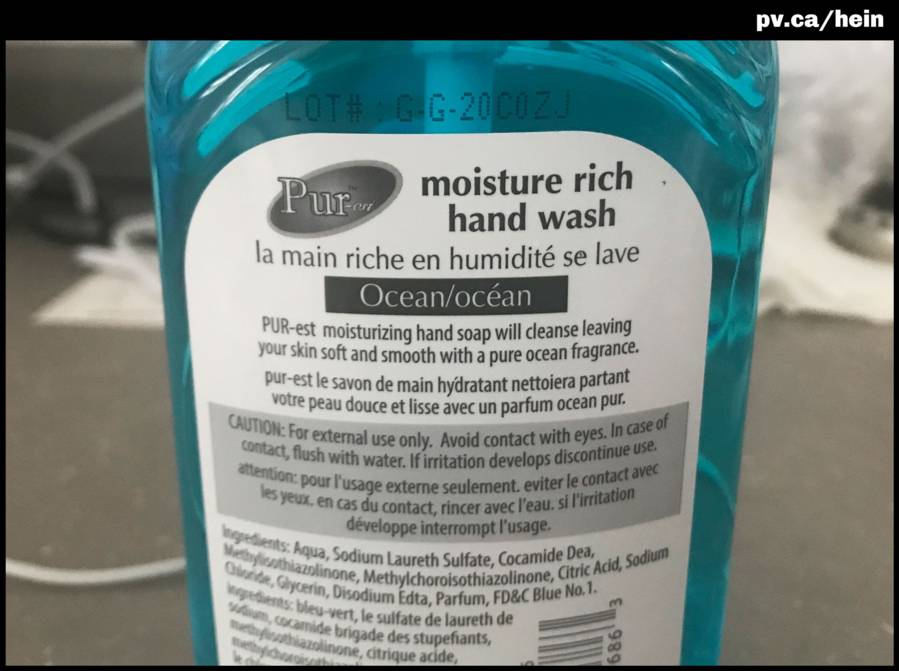 pv.ca/hein
LOT# : G-G-20C0ZJ
Pur-est™
moisture rich
hand wash
la main riche en humidité se lave
Ocean/océan
PUR-est moisturizing hand soap will cleanse leaving
your skin soft and smooth with a pure ocean fragrance.
pur-est le savon de main hydratant nettoiera partant
votre peau douce et lisse avec un parfum ocean pur.
CAUTION: For external use only. Avoid contact with eyes. In case of
contact, flush with water. If irritation develops discontinue use.
attention: pour l'usage externe seulement. eviter le contact avec
les yeux. en cas du contact, rincer avec l'eau. si l'irritation
développe interrompt l'usage.
Ingredients: Aqua, Sodium Laureth Sulfate, Cocamide Dea,
Methylisothiazolinone, Methylchoroisothiazolinone, Citric Acid, Sodium
Chloride, Glycerin, Disodium Edta, Parfum, FD&C Blue No.1.
ingredients: bleu-vert, le sulfate de laureth de
sodium, cocamide brigade des stupefiants,
methylisothiazolinone, citrique acide,